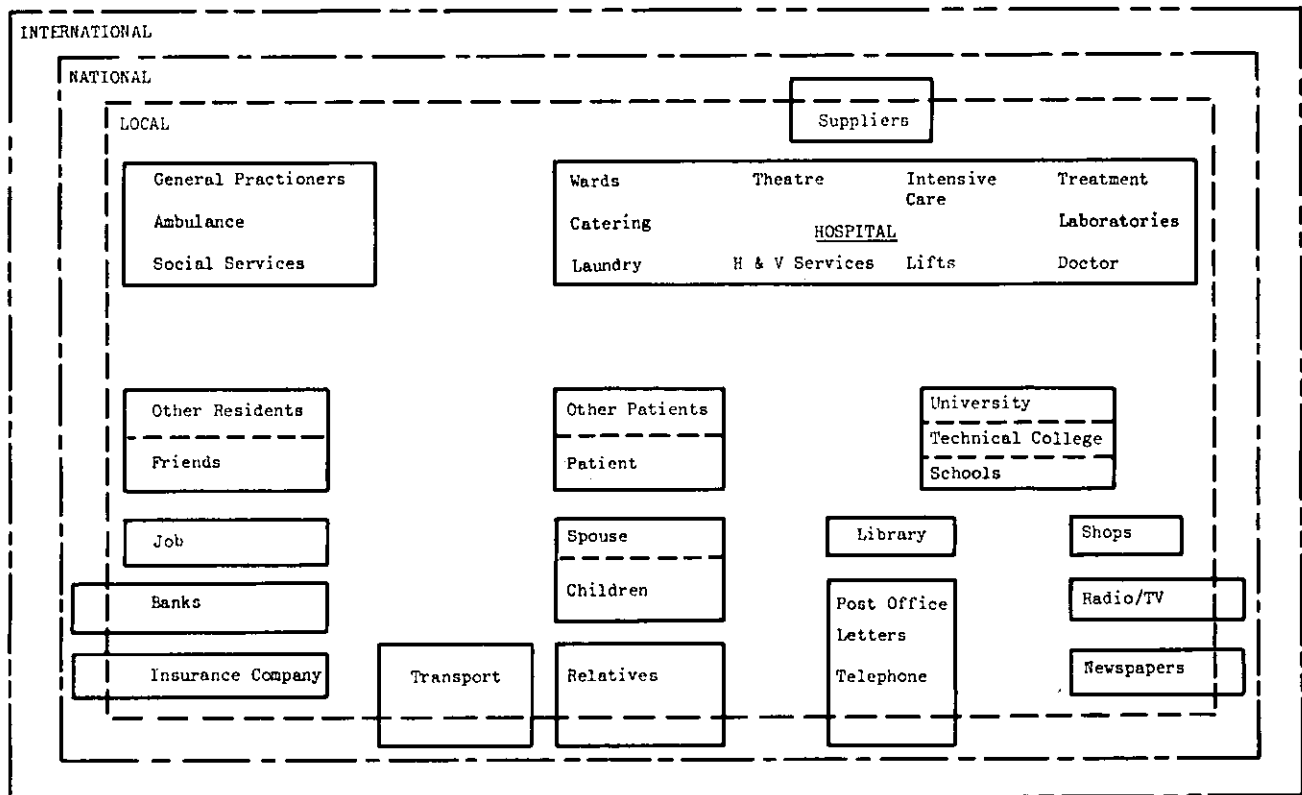 INTERNATIONAL
NATIONAL
LOCAL
Suppliers
General Practioners
Ambulance
Social Services
Wards Theatre Intensive Care Treatment
Catering HOSPITAL Laboratories
Laundry H & V Services Lifts Doctor
Other Residents
Friends
Other Patients
Patient
University
Technical College
Schools
Job
Spouse
Children
Library
Shops
Banks
Post Office
Letters
Telephone
Radio/TV
Insurance Company
Transport
Relatives
Newspapers